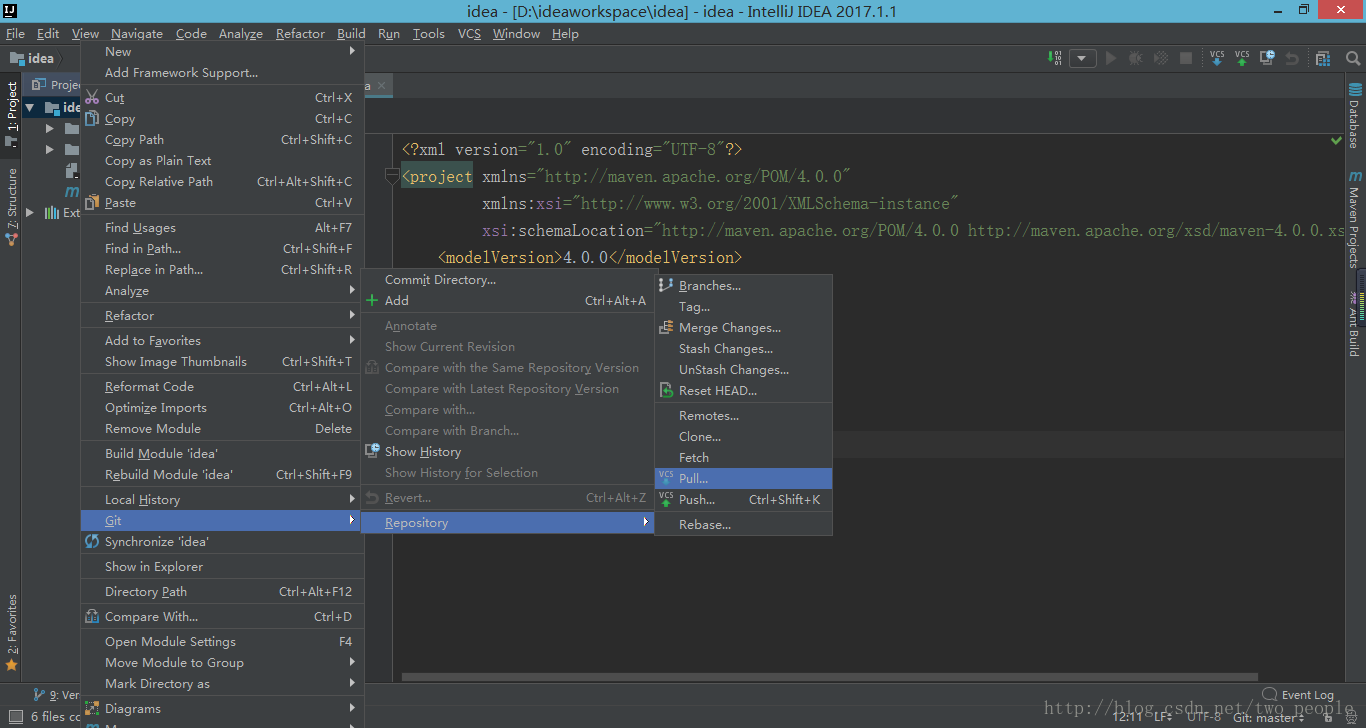 idea - [D:\ideaworkspace\idea] - idea - IntelliJ IDEA 2017.1.1
File Edit View Navigate Code Analyze Refactor Build Run Tools VCS Window Help
idea
1: Project
7: Structure
2: Favorites
Proje
ide
Ext
9: Ver
6 files co
New
Add Framework Support...
Cut Ctrl+X
Copy Ctrl+C
Copy Path Ctrl+Shift+C
Copy as Plain Text
Copy Relative Path Ctrl+Alt+Shift+C
Paste Ctrl+V
Find Usages Alt+F7
Find in Path... Ctrl+Shift+F
Replace in Path... Ctrl+Shift+R
Analyze
Refactor
Add to Favorites
Show Image Thumbnails Ctrl+Shift+T
Reformat Code Ctrl+Alt+L
Optimize Imports Ctrl+Alt+O
Remove Module Delete
Build Module 'idea'
Rebuild Module 'idea' Ctrl+Shift+F9
Local History
Git
Synchronize 'idea'
Show in Explorer
Directory Path Ctrl+Alt+F12
Compare With... Ctrl+D
Open Module Settings F4
Move Module to Group
Mark Directory as
Diagrams
Commit Directory...
Add Ctrl+Alt+A
Annotate
Show Current Revision
Compare with the Same Repository Version
Compare with Latest Repository Version
Compare with...
Compare with Branch...
Show History
Show History for Selection
Revert... Ctrl+Alt+Z
Repository
Branches...
Tag...
Merge Changes...
Stash Changes...
UnStash Changes...
Reset HEAD...
Remotes...
Clone...
Fetch
VCS Pull...
VCS Push... Ctrl+Shift+K
Rebase...
a
<?xml version="1.0" encoding="UTF-8"?>
<project xmlns="http://maven.apache.org/POM/4.0.0"
xmlns:xsi="http://www.w3.org/2001/XMLSchema-instance"
xsi:schemaLocation="http://maven.apache.org/POM/4.0.0 http://maven.apache.org/xsd/maven-4.0.0.xs
<modelVersion>4.0.0</modelVersion>
VCS VCS
Database
Maven Projects
Ant Build
Event Log
12:11 LF UTF-8 Git: master
http://blog.csdn.net/two_people